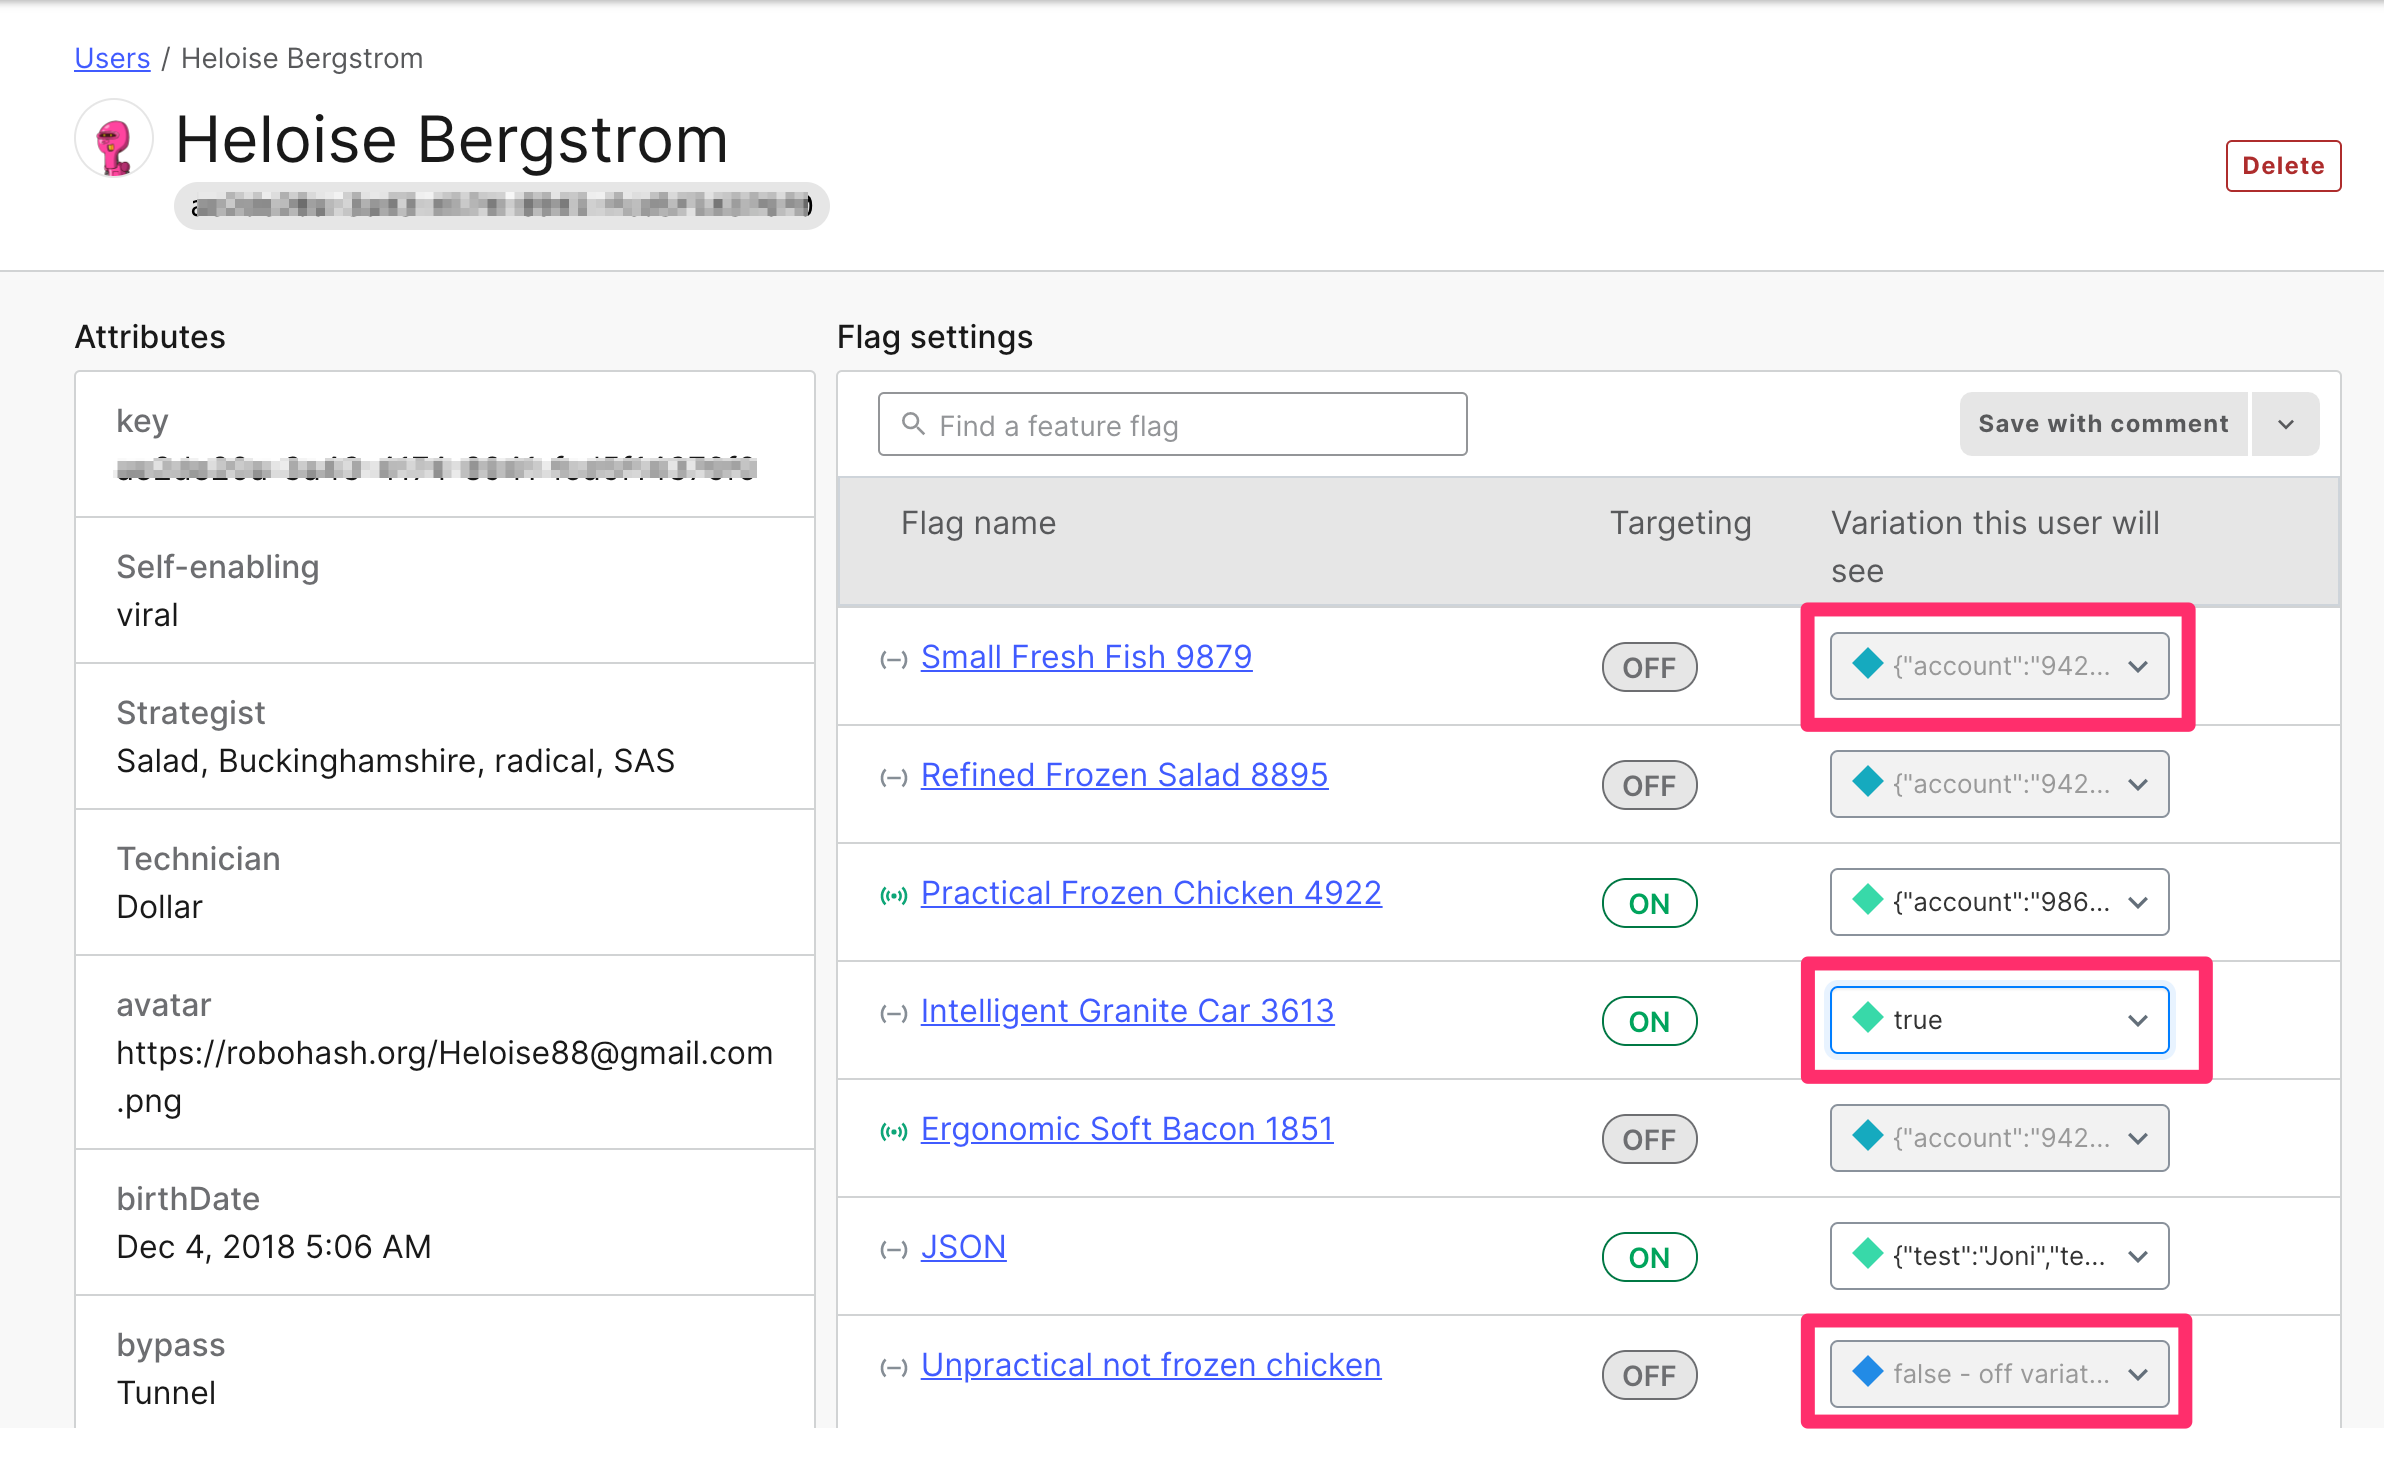 Users / Heloise Bergstrom
Heloise Bergstrom
Delete
Attributes
key
Self-enabling
viral
Strategist
Salad, Buckinghamshire, radical, SAS
Technician
Dollar
avatar
https://robohash.org/Heloise88@gmail.com
.png
birthDate
Dec 4, 2018 5:06 AM
bypass
Tunnel
Flag settings
Find a feature flag
Save with comment
Flag name Targeting Variation this user will
see
Small Fresh Fish 9879 OFF {"account":"942...
Refined Frozen Salad 8895 OFF {"account":"942...
Practical Frozen Chicken 4922 ON {"account":"986...
Intelligent Granite Car 3613 ON true
Ergonomic Soft Bacon 1851 OFF {"account":"942...
JSON ON {"test":"Joni","te...
Unpractical not frozen chicken OFF false - off variat...